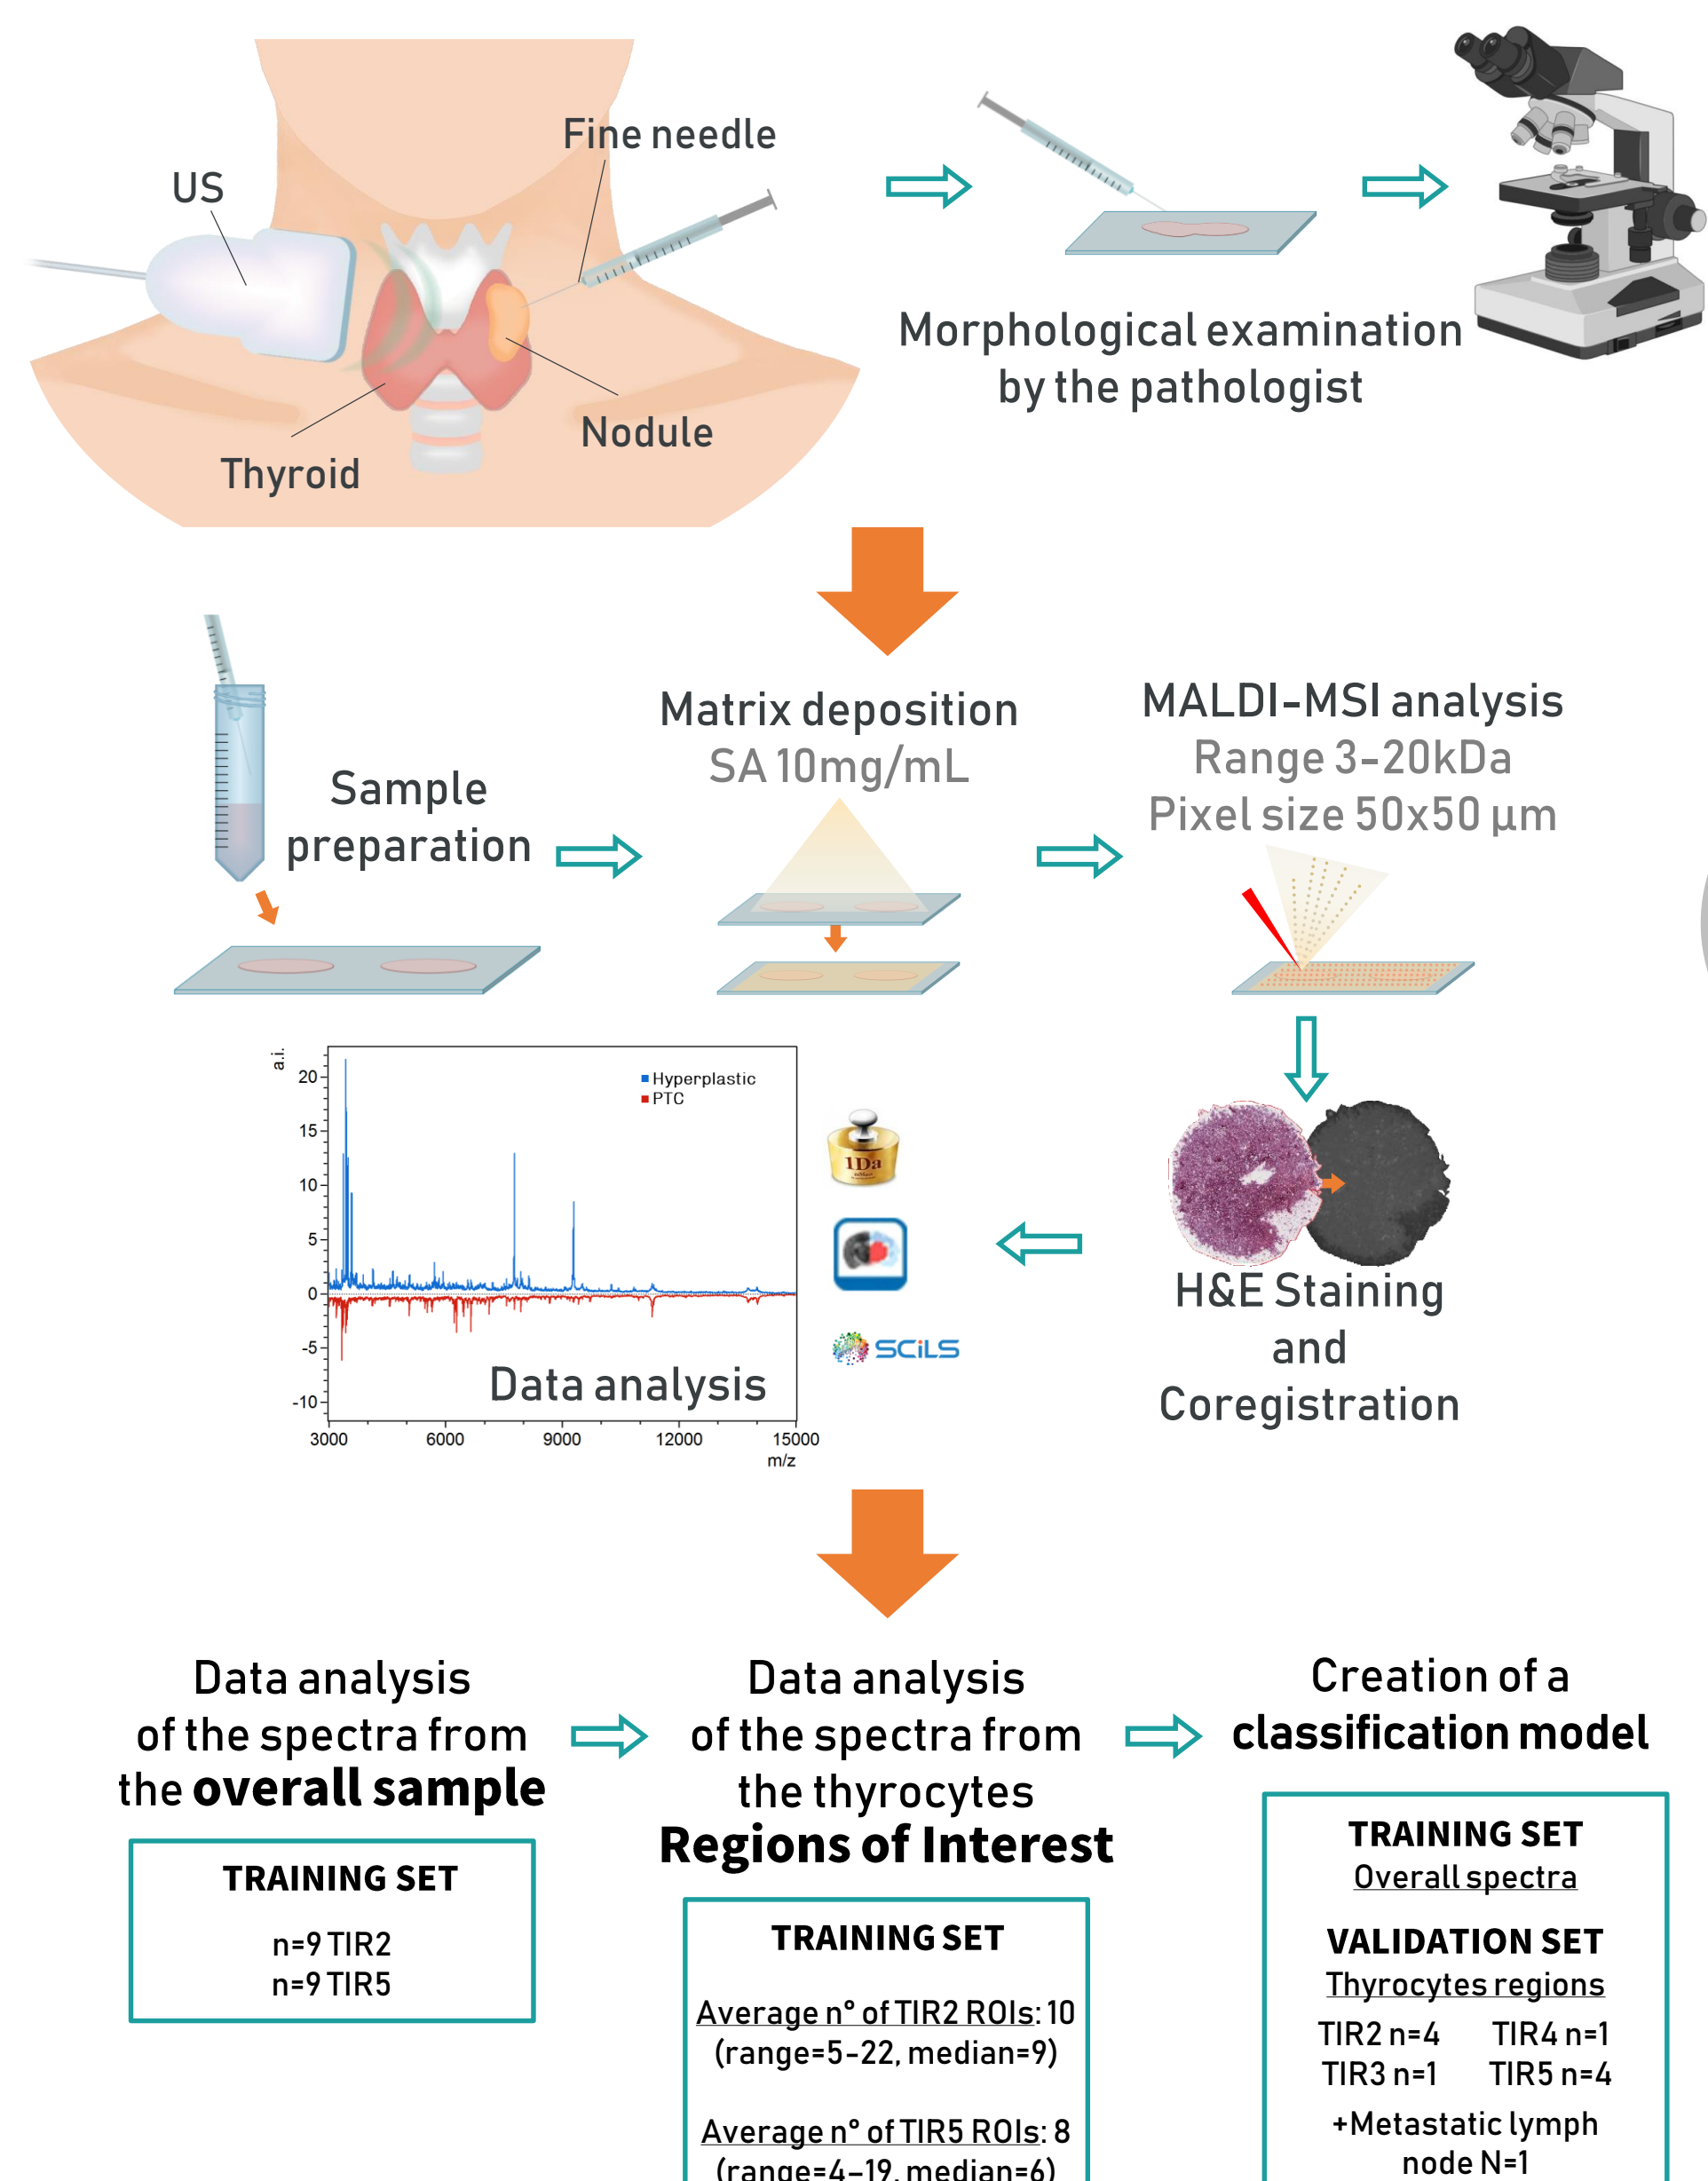 US
Fine needle
Thyroid
Nodule
Morphological examination
by the pathologist
Sample
preparation
Matrix deposition
SA 10mg/mL
MALDI-MSI analysis
Range 3-20kDa
Pixel size 50x50 µm
H&E Staining
and
Coregistration
a.i.
20
15
10
5
0
-5
-10
Hyperplastic
PTC
Data analysis
3000 6000 9000 12000 15000
m/z
1Da
SCiLS
Data analysis
of the spectra from
the overall sample
TRAINING SET
n=9 TIR2
n=9 TIR5
Data analysis
of the spectra from
the thyrocytes
Regions of Interest
TRAINING SET
Average n° of TIR2 ROIs: 10
(range=5-22, median=9)
Average n° of TIR5 ROIs: 8
(range=4–19, median=6)
Creation of a
classification model
TRAINING SET
Overall spectra
VALIDATION SET
Thyrocytes regions
TIR2 n=4 TIR4 n=1
TIR3 n=1 TIR5 n=4
+Metastatic lymph
node N=1